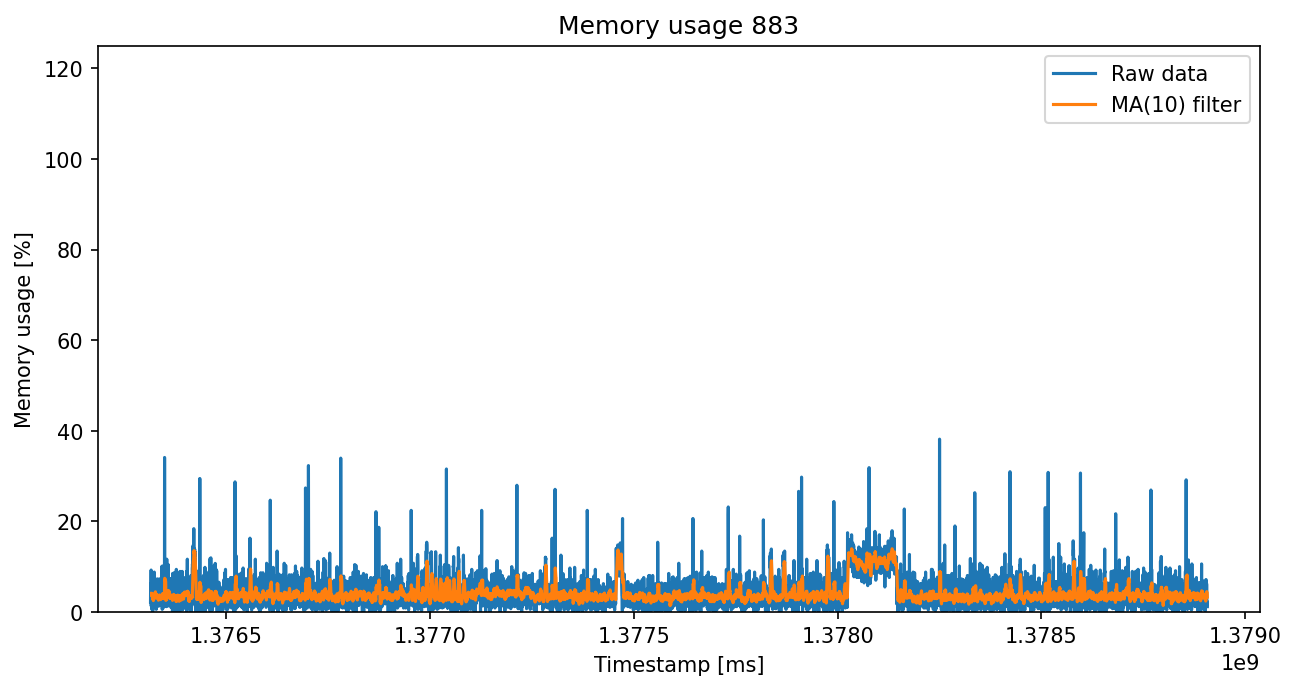 Memory usage 883
Raw data
MA(10) filter
Memory usage [%]
120
100
80
60
40
20
0
1.3765 1.3770 1.3775 1.3780 1.3785 1.3790
1e9
Timestamp [ms]